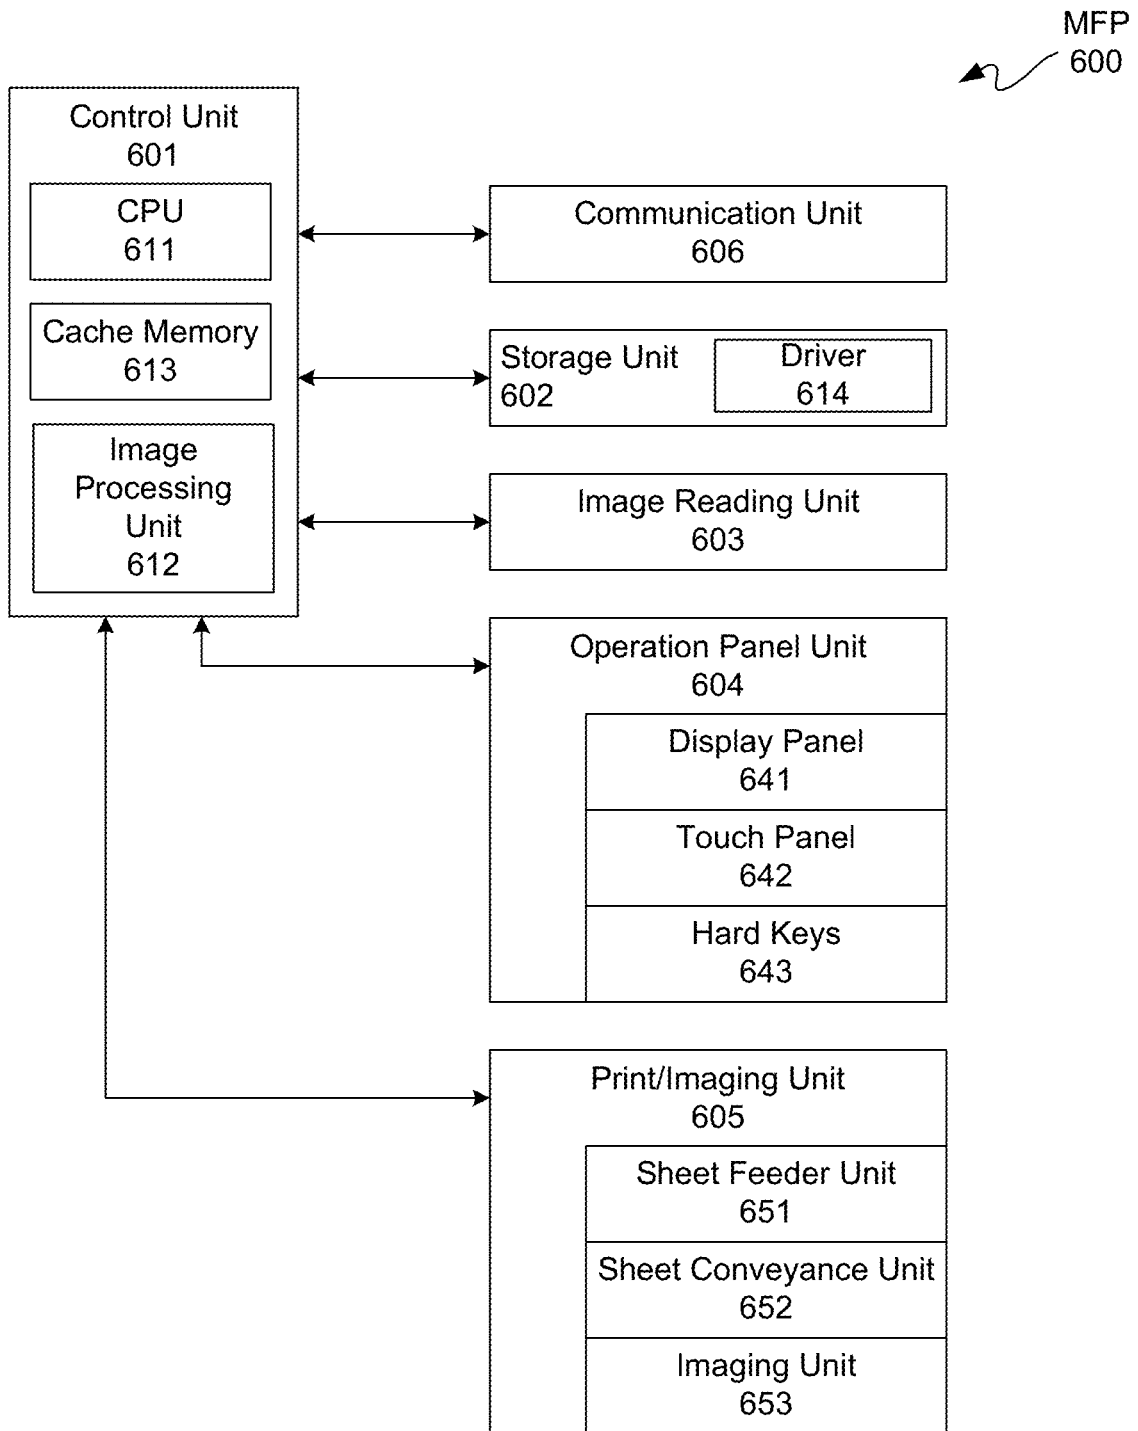 MFP
600
Control Unit
601
CPU
611
Cache Memory
613
Image
Processing
Unit
612
Communication Unit
606
Storage Unit
602
Driver
614
Image Reading Unit
603
Operation Panel Unit
604
Display Panel
641
Touch Panel
642
Hard Keys
643
Print/Imaging Unit
605
Sheet Feeder Unit
651
Sheet Conveyance Unit
652
Imaging Unit
653